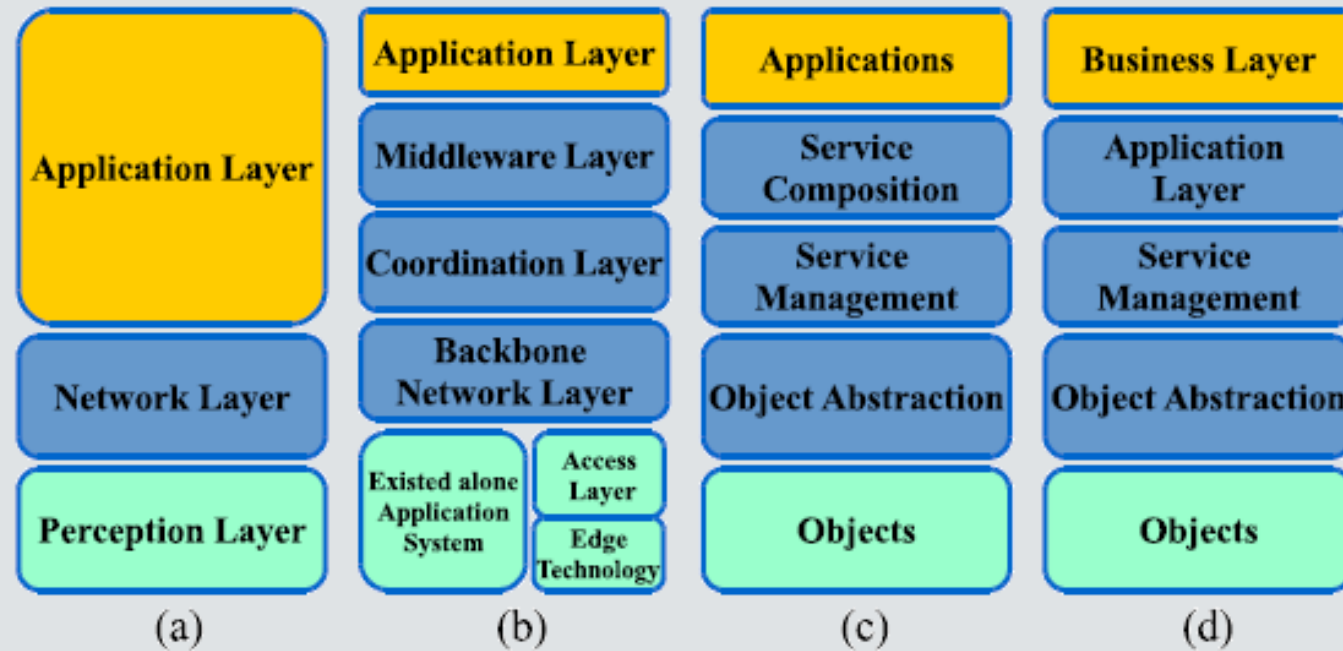 Application Layer
Network Layer
Perception Layer
(a)
Application Layer
Middleware Layer
Coordination Layer
Backbone
Network Layer
Existed alone
Application
System
Access
Layer
Edge
Technology
(b)
Applications
Service
Composition
Service
Management
Object Abstraction
Objects
(c)
Business Layer
Application
Layer
Service
Management
Object Abstraction
Objects
(d)